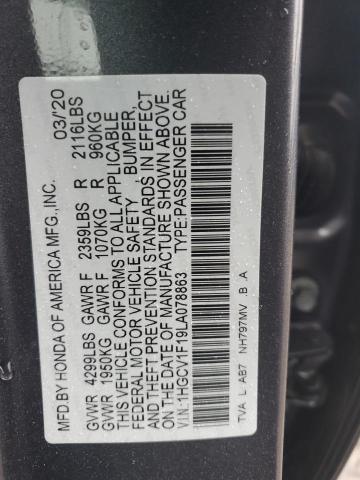 MFD.BY HONDA OF AMERICA MFG.,INC. 03/'20
GVWR 4299LBS GAWR F 2359LBS R 2116LBS
GVWR 1950KG GAWR F 1070KG R 960KG
THIS VEHICLE CONFORMS TO ALL APPLICABLE
FEDERAL MOTOR VEHICLE SAFETY, BUMPER,
AND THEFT PREVENTION STANDARDS IN EFFECT
ON THE DATE OF MANUFACTURE SHOWN ABOVE.
V.I.N.:1HGCV1F19LA078863 TYPE:PASSENGER CAR
TVA L AB7 NH797MV .B .A